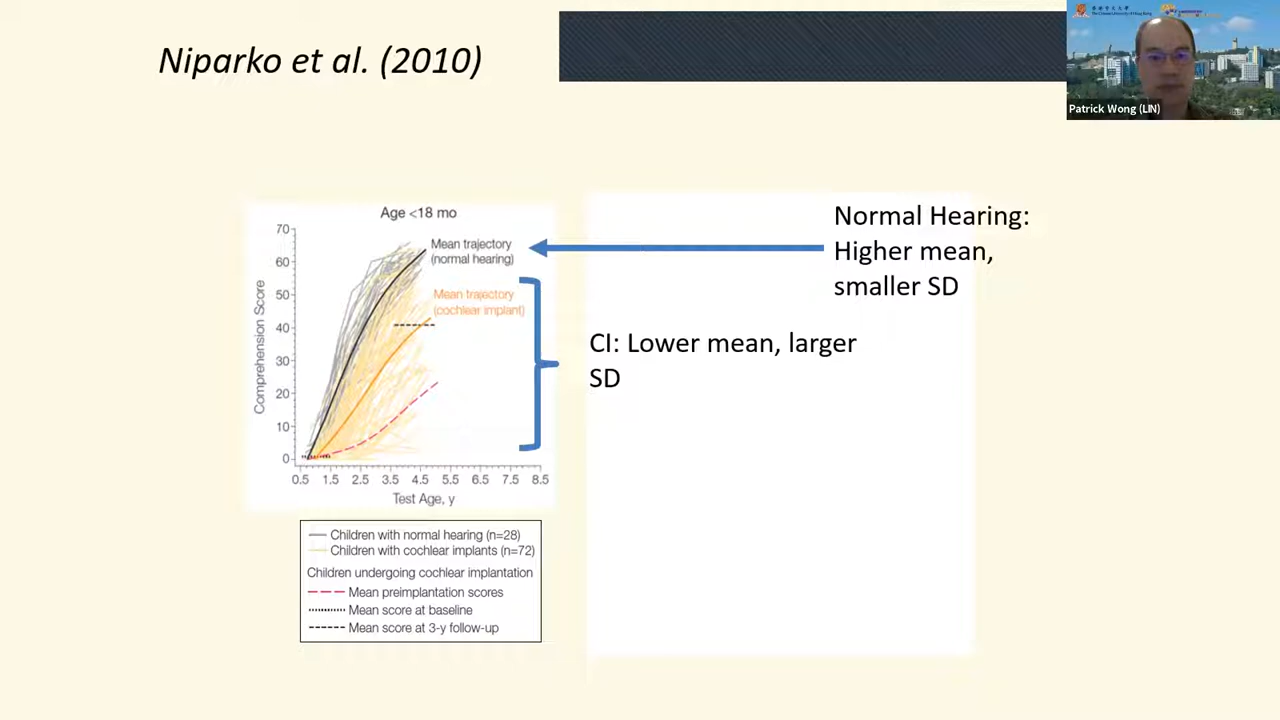 Niparko et al. (2010)
Patrick Wong (LIN)
Age <18 mo
70
60
50
40
30
20
10
0
Comprehension Score
Mean trajectory
(normal hearing)
Mean trajectory
(cochlear implant)
0.5 1.5 2.5 3.5 4.5 5.5 6.5 7.5 8.5
Test Age, y
Normal Hearing:
Higher mean,
smaller SD
CI: Lower mean, larger
SD
Children with normal hearing (n=28)
Children with cochlear implants (n=72)
Children undergoing cochlear implantation
Mean preimplantation scores
Mean score at baseline
Mean score at 3-y follow-up